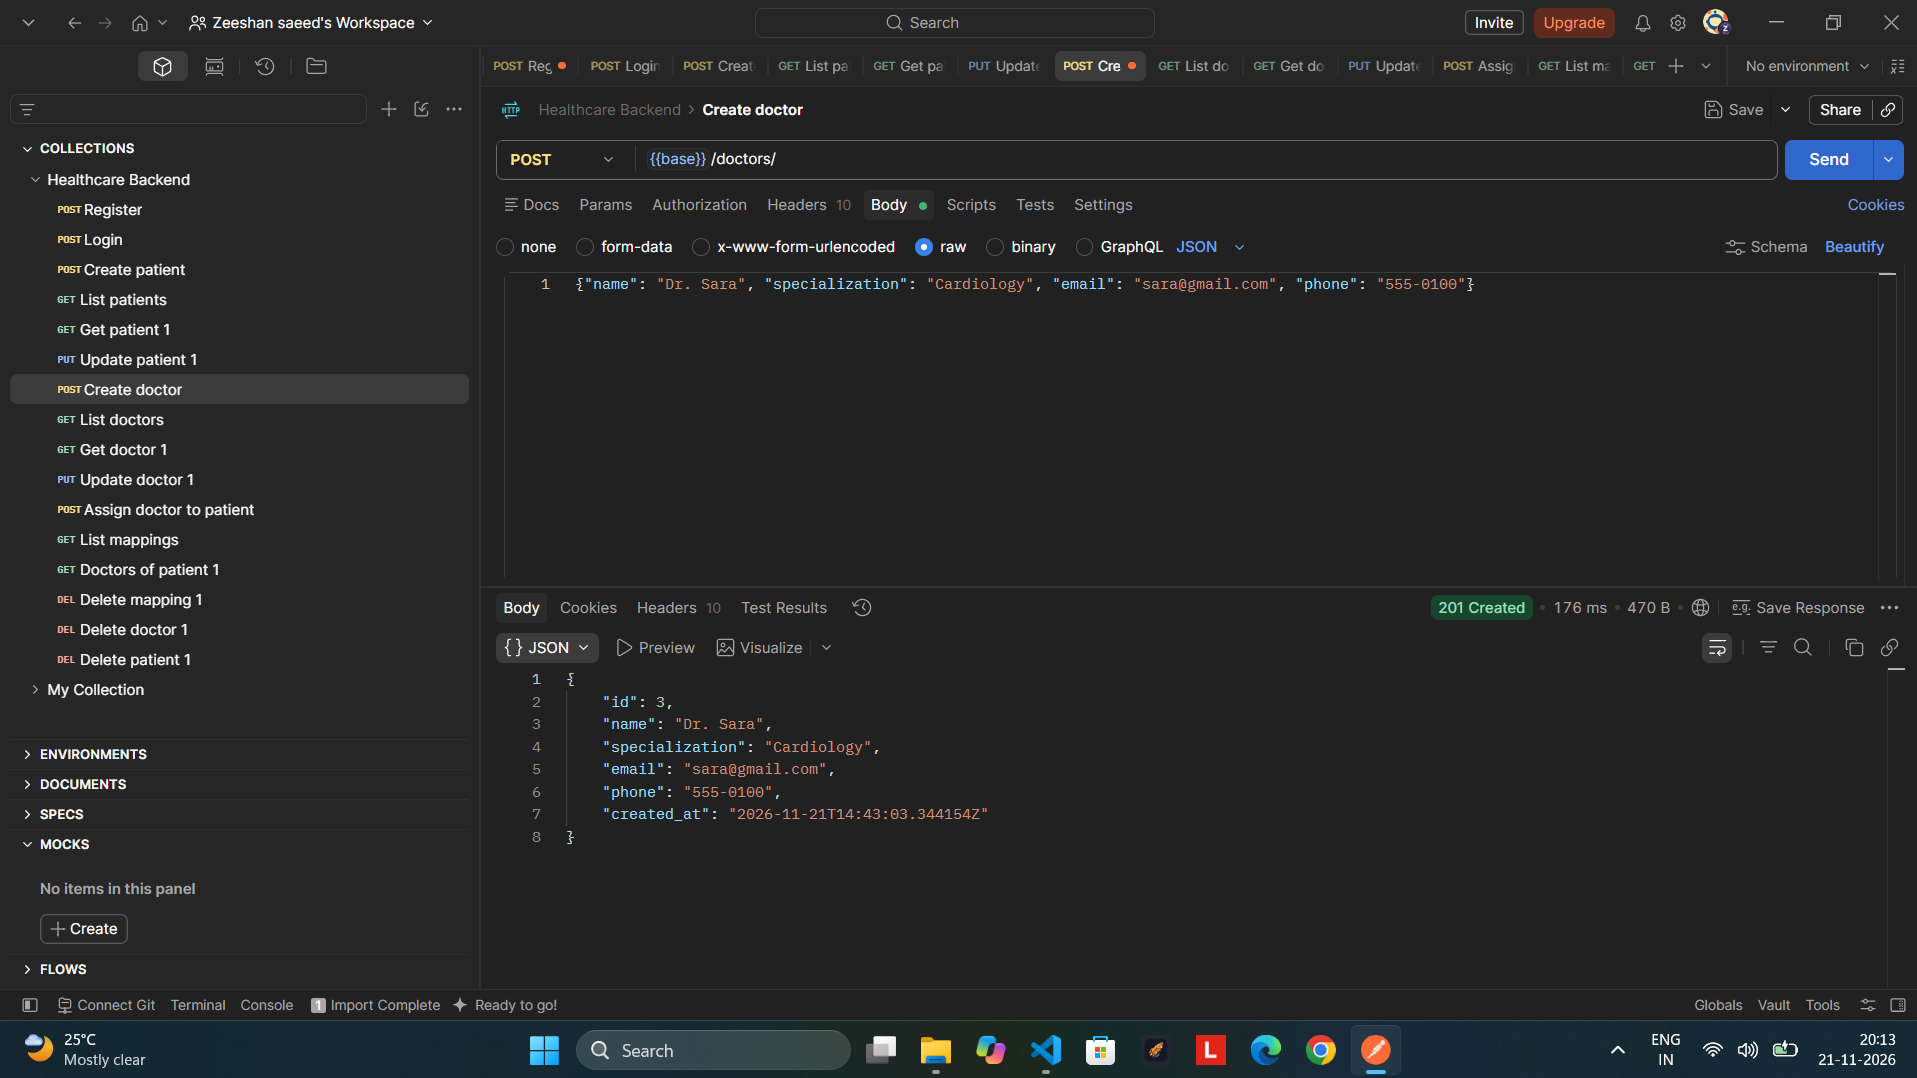 Zeeshan saeed's Workspace
Search
Invite
Upgrade
POST Reg
POST Login
POST Creat
GET List pa
GET Get pa
PUT Update
POST Cre
GET List do
GET Get do
PUT Update
POST Assig
GET List ma
GET
No environment
Healthcare Backend > Create doctor
Save
Share
COLLECTIONS
Healthcare Backend
POST Register
POST Login
POST Create patient
GET List patients
GET Get patient 1
PUT Update patient 1
POST Create doctor
GET List doctors
GET Get doctor 1
PUT Update doctor 1
POST Assign doctor to patient
GET List mappings
GET Doctors of patient 1
DEL Delete mapping 1
DEL Delete doctor 1
DEL Delete patient 1
My Collection
ENVIRONMENTS
DOCUMENTS
SPECS
MOCKS
No items in this panel
Create
FLOWS
HTTP
POST {{base}} /doctors/
Send
Docs Params Authorization Headers 10 Body Scripts Tests Settings
Cookies
none form-data x-www-form-urlencoded raw binary GraphQL JSON
Schema Beautify
1 {"name": "Dr. Sara", "specialization": "Cardiology", "email": "sara@gmail.com", "phone": "555-0100"}
Body Cookies Headers 10 Test Results
201 Created • 176 ms • 470 B
e.g. Save Response
{} JSON Preview Visualize
1 {
2 "id": 3,
3 "name": "Dr. Sara",
4 "specialization": "Cardiology",
5 "email": "sara@gmail.com",
6 "phone": "555-0100",
7 "created_at": "2026-11-21T14:43:03.344154Z"
8 }
Connect Git Terminal Console 1 Import Complete Ready to go!
Globals Vault Tools
25°C
Mostly clear
Search
L
ENG
IN
20:13
21-11-2026